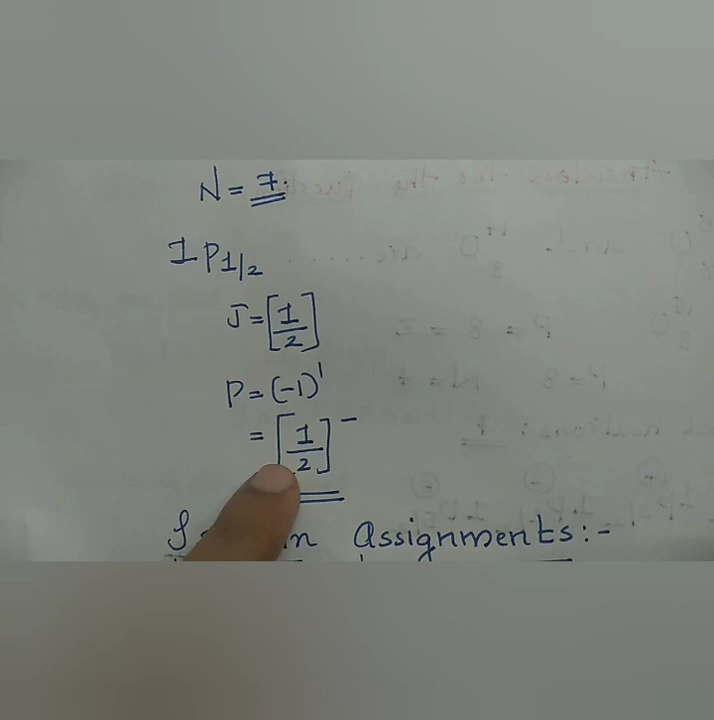 N = 7.
1P1/2
J = [1/2]
P = (-1)^1
= [1/2]^-
Assignments:-